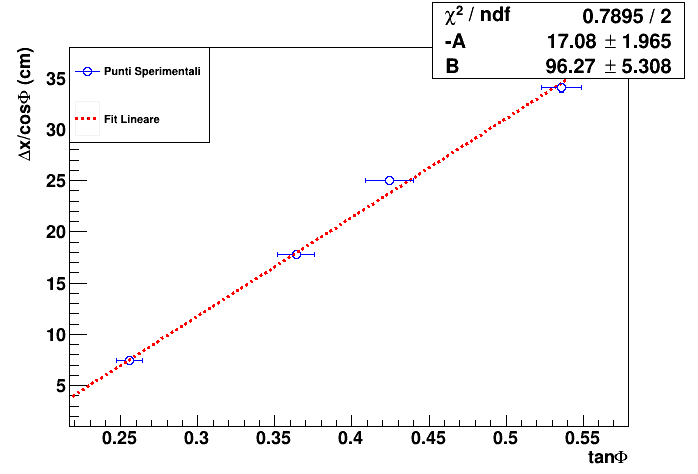 χ² / ndf 0.7895 / 2
-A 17.08 ± 1.965
B 96.27 ± 5.308
Δx/cosΦ (cm)
Punti Sperimentali
Fit Lineare
35
30
25
20
15
10
5
0.25 0.3 0.35 0.4 0.45 0.5 0.55
tanΦ